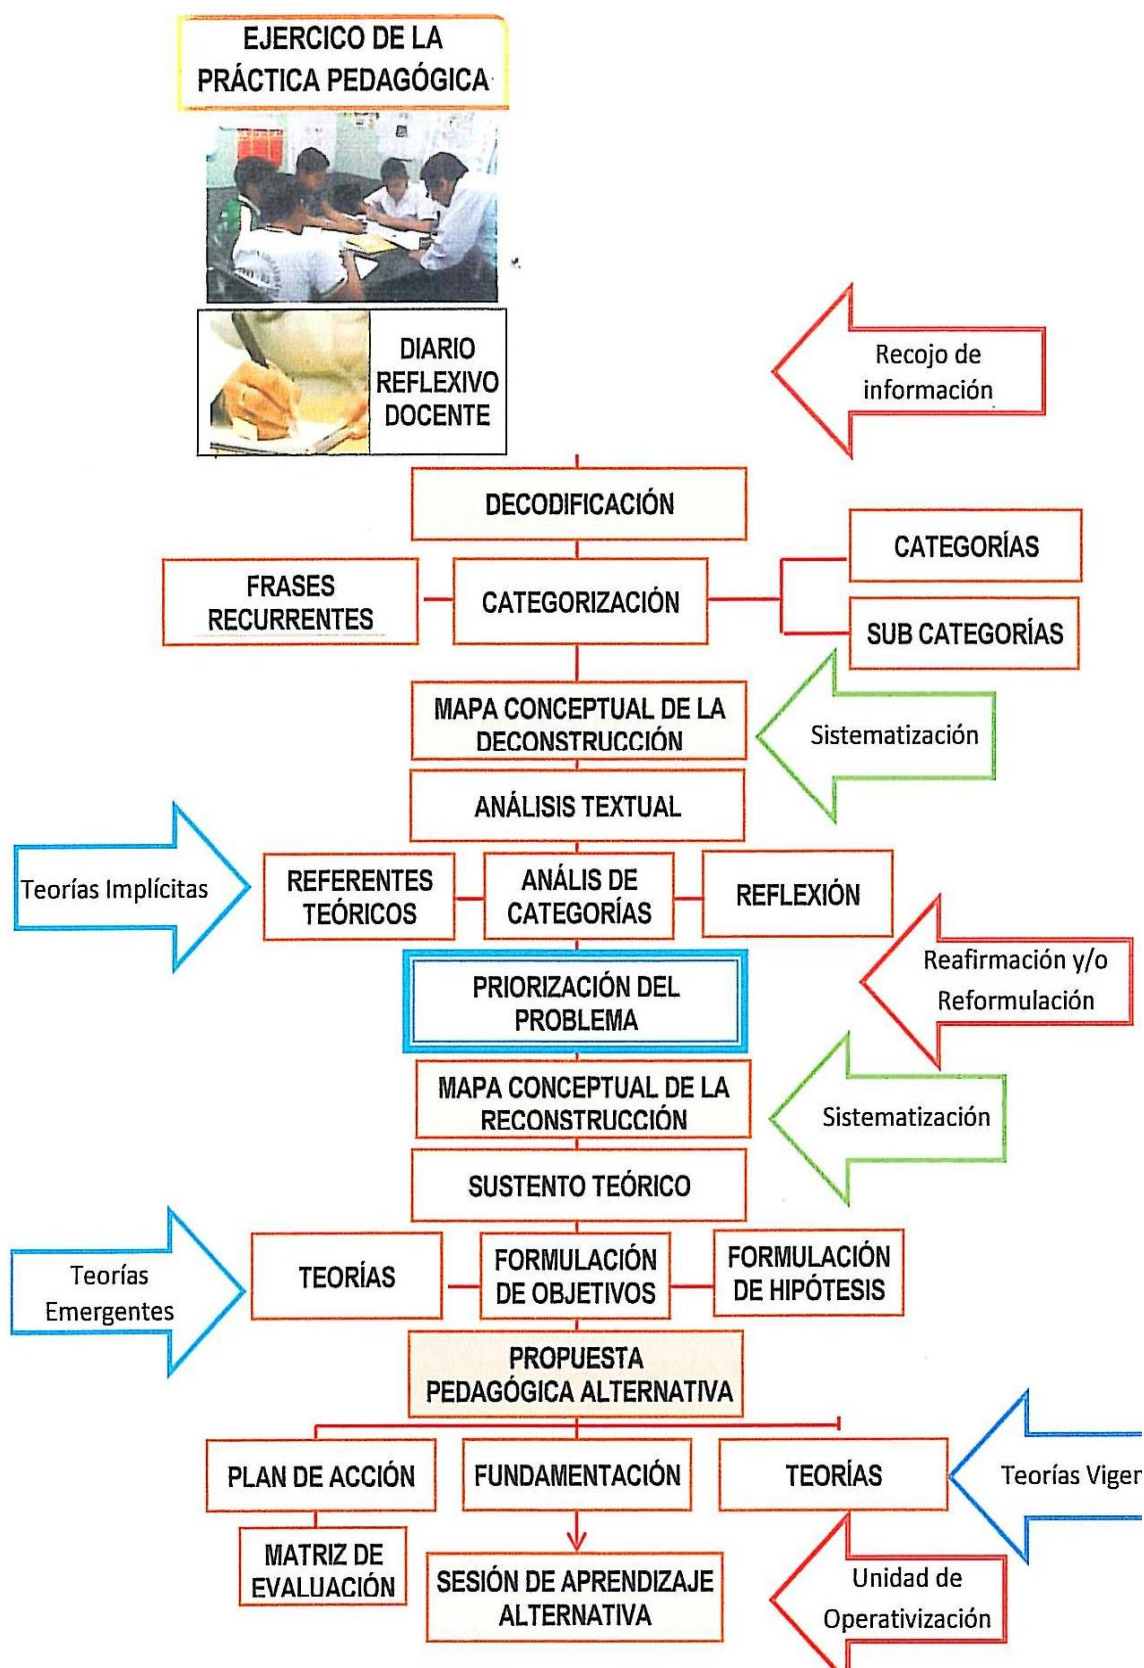 EJERCICO DE LA
PRÁCTICA PEDAGÓGICA
DIARIO
REFLEXIVO
DOCENTE
Recojo de
información
DECODIFICACIÓN
FRASES
RECURRENTES
CATEGORIZACIÓN
CATEGORÍAS
SUB CATEGORÍAS
MAPA CONCEPTUAL DE LA
DECONSTRUCCIÓN
Sistematización
ANÁLISIS TEXTUAL
Teorías Implícitas
REFERENTES
TEÓRICOS
ANÁLIS DE
CATEGORÍAS
REFLEXIÓN
PRIORIZACIÓN DEL
PROBLEMA
Reafirmación y/o
Reformulación
MAPA CONCEPTUAL DE LA
RECONSTRUCCIÓN
Sistematización
SUSTENTO TEÓRICO
Teorías
Emergentes
TEORÍAS
FORMULACIÓN
DE OBJETIVOS
FORMULACIÓN
DE HIPÓTESIS
PROPUESTA
PEDAGÓGICA ALTERNATIVA
PLAN DE ACCIÓN
FUNDAMENTACIÓN
TEORÍAS
Teorías Vigen
MATRIZ DE
EVALUACIÓN
SESIÓN DE APRENDIZAJE
ALTERNATIVA
Unidad de
Operativización